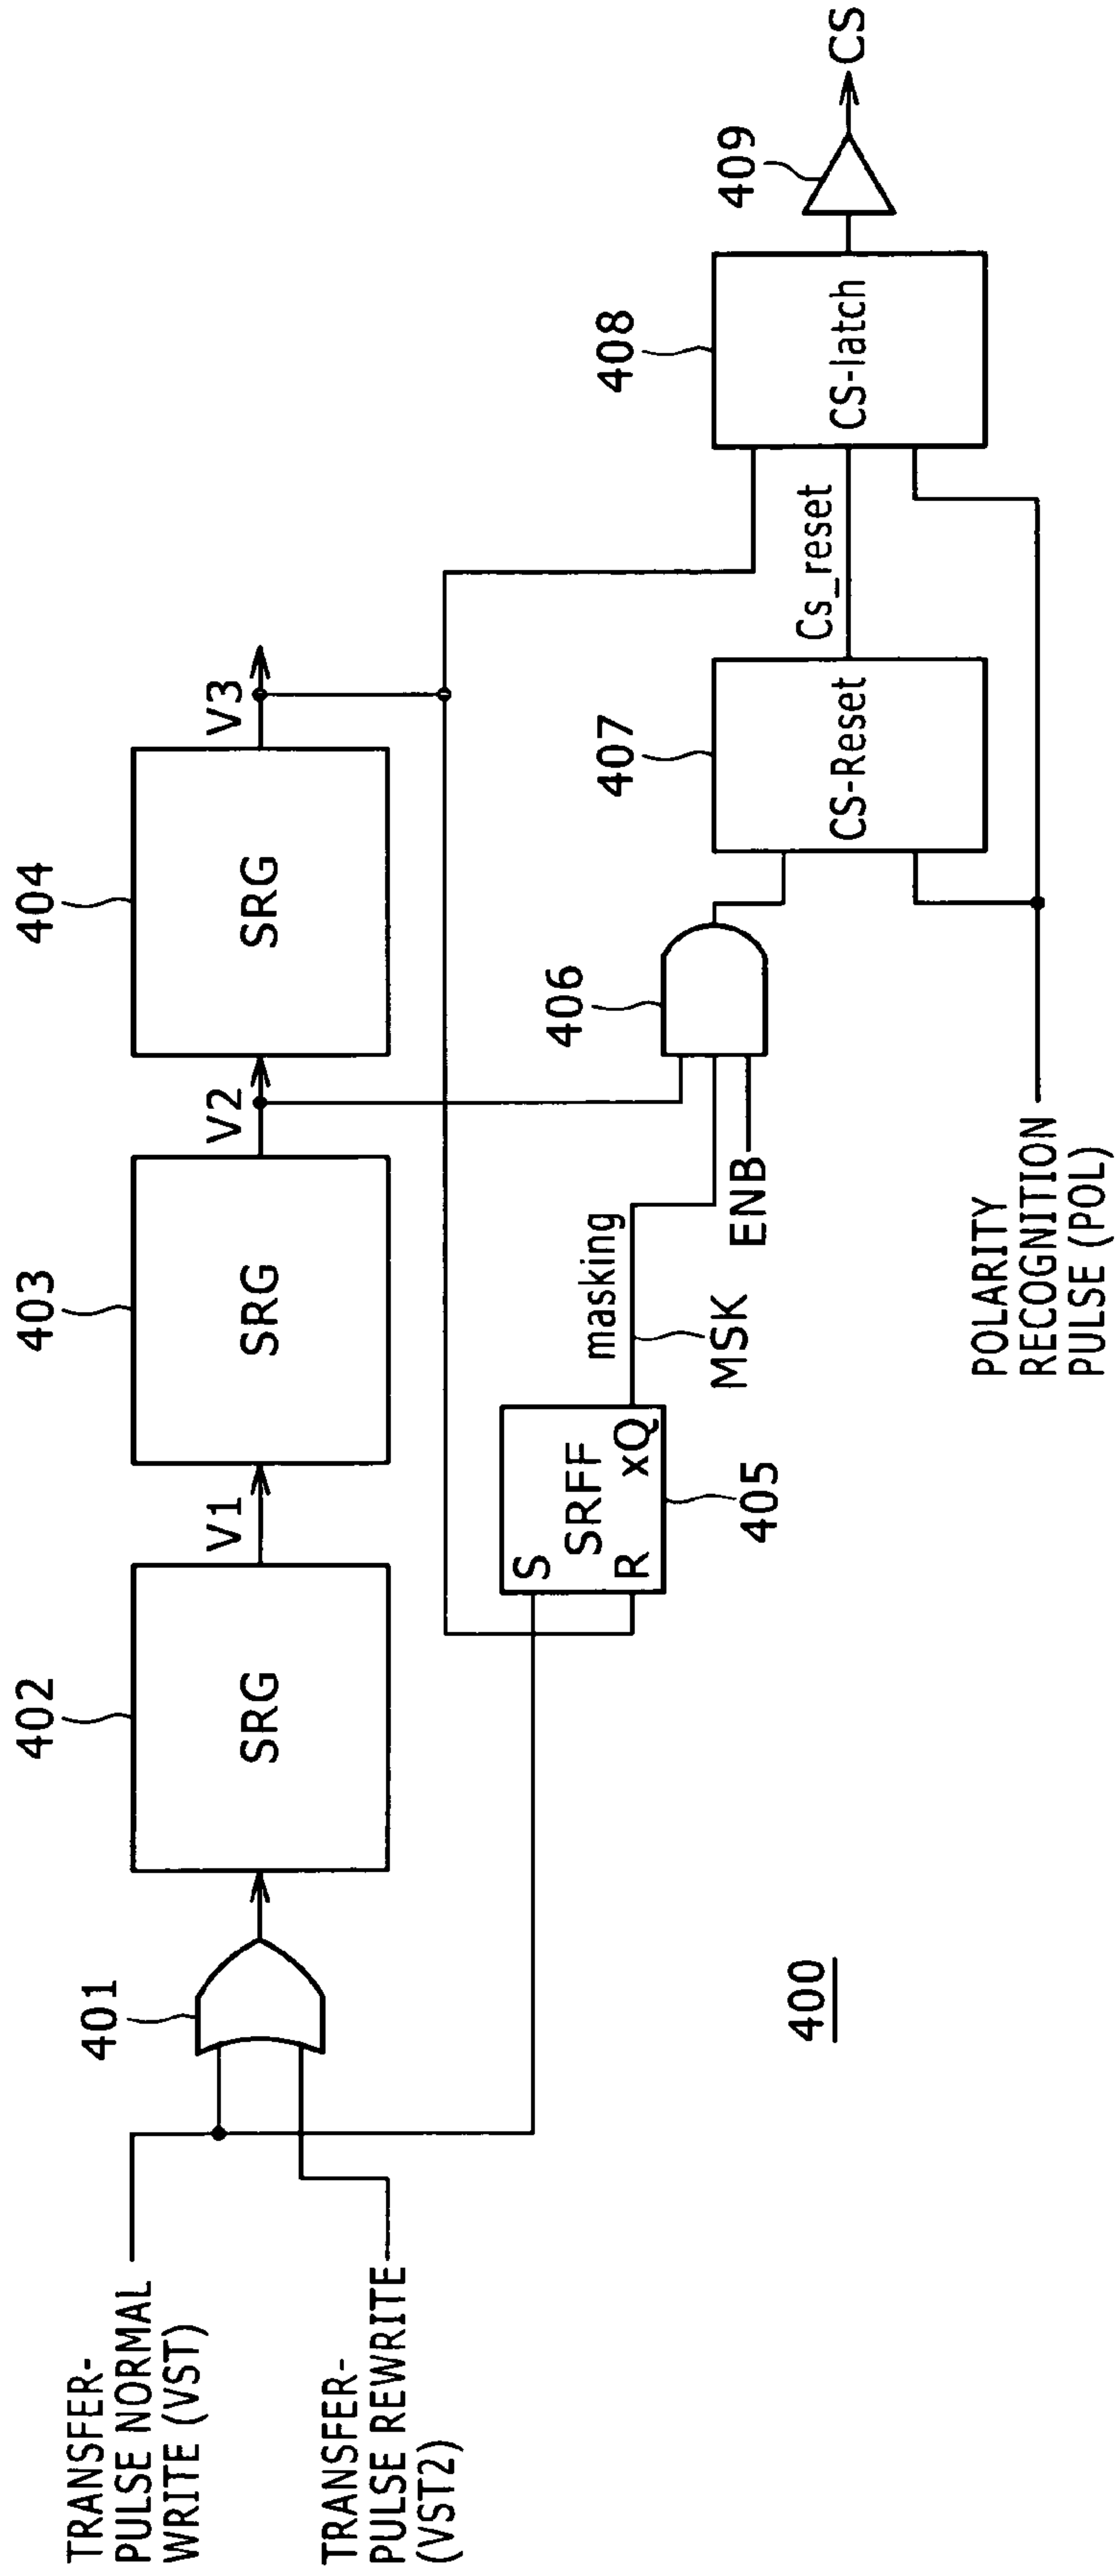 TRANSFER-
PULSE NORMAL
WRITE (VST)
TRANSFER-
PULSE REWRITE
(VST2)
401
402
SRG
V1
403
SRG
V2
404
SRG
V3
S
SRFF
R
xQ
405
masking
MSK
ENB
406
407
CS-Reset
Cs_reset
408
CS-latch
409
CS
POLARITY
RECOGNITION
PULSE (POL)
400